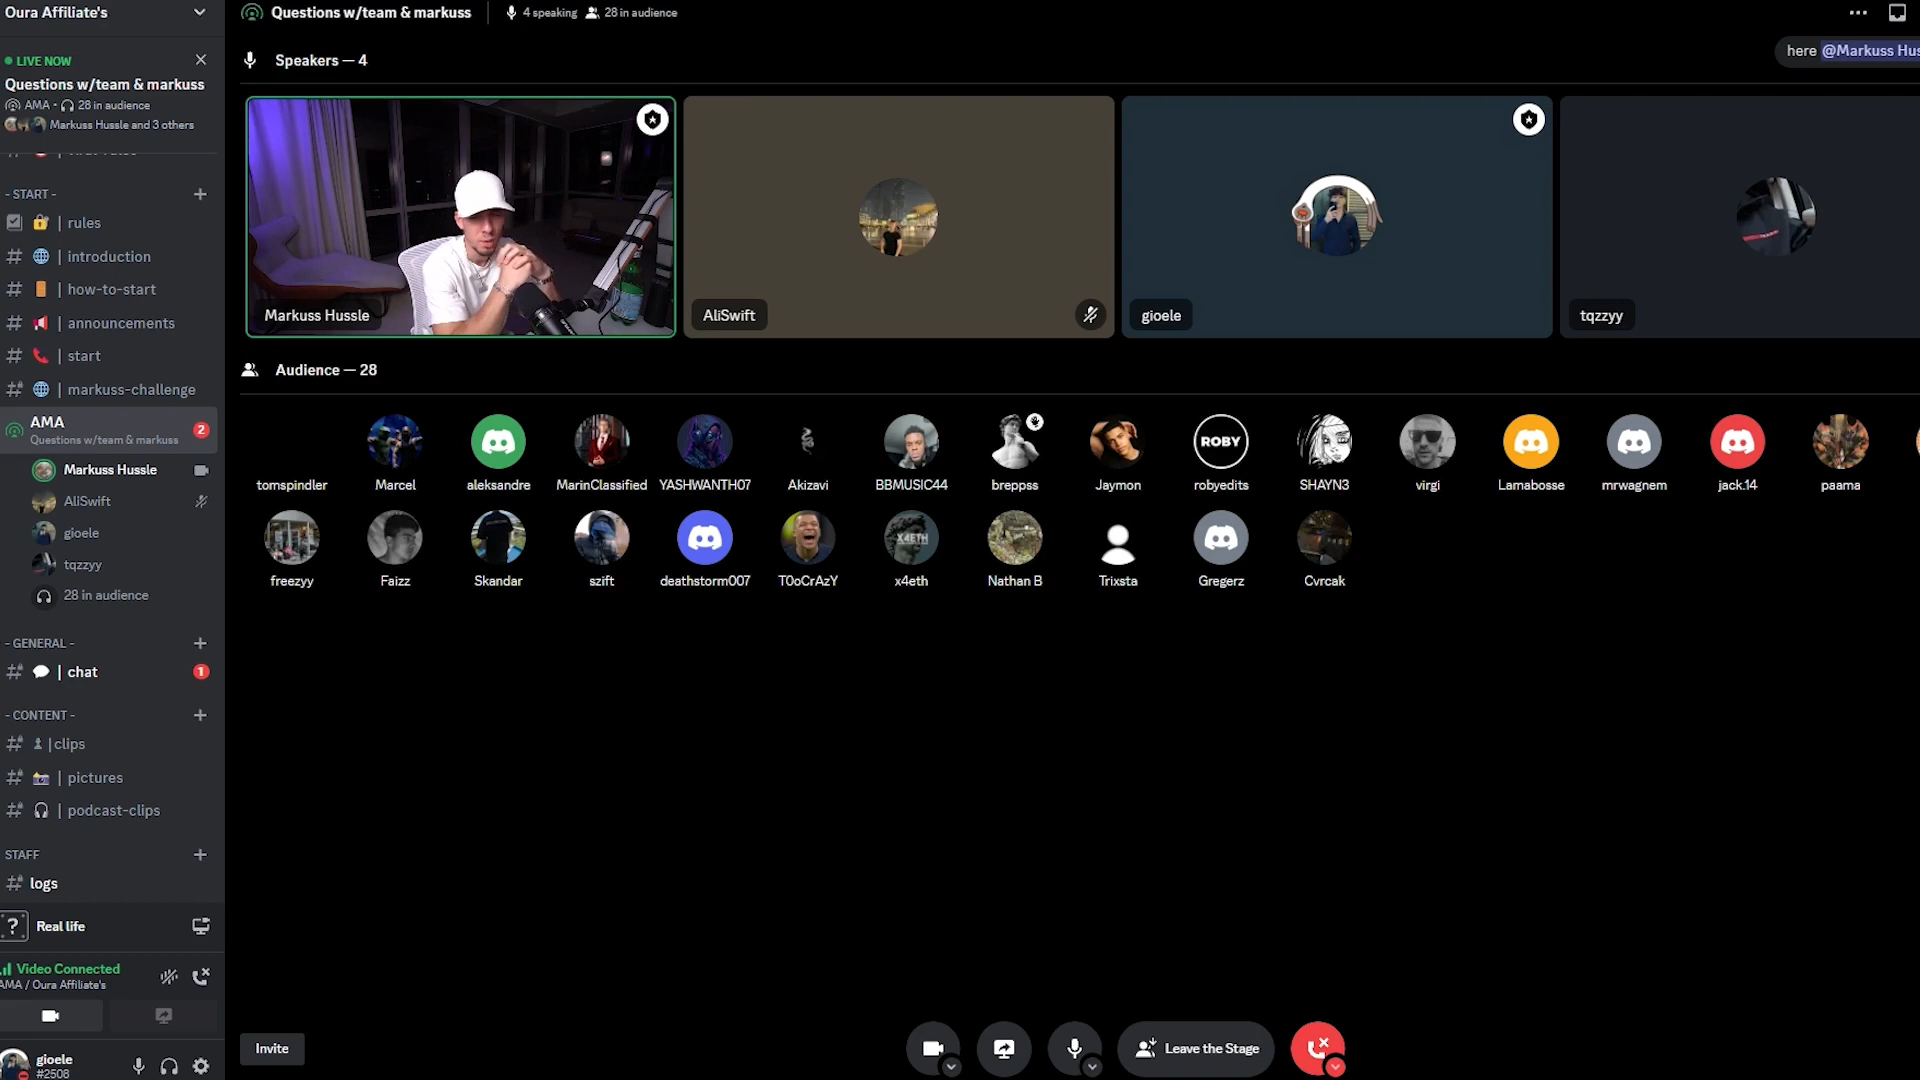 Oura Affiliate's
LIVE NOW
Questions w/team & markuss
AMA • 28 in audience
Markuss Hussle and 3 others
- START -
| rules
| introduction
| how-to-start
| announcements
| start
| markuss-challenge
AMA
Questions w/team & markuss
2
Markuss Hussle
AliSwift
gioele
tqzzyy
28 in audience
- GENERAL -
| chat
1
- CONTENT -
| clips
| pictures
| podcast-clips
STAFF
logs
Real life
Video Connected
AMA / Oura Affiliate's
gioele
#2508
Questions w/team & markuss
4 speaking 28 in audience
Speakers — 4
here @Markuss Hus
Markuss Hussle
AliSwift
gioele
tqzzyy
Audience — 28
ROBY
tomspindler Marcel aleksandre MarinClassified YASHWANTH07 Akizavi BBMUSIC44 breppss Jaymon robyedits SHAYN3 virgi Lamabosse mrwagnem jack.14 paama
X4ETH
freezyy Faizz Skandar szift deathstorm007 T0oCrAzY x4eth Nathan B Trixsta Gregerz Cvrcak
Invite
Leave the Stage